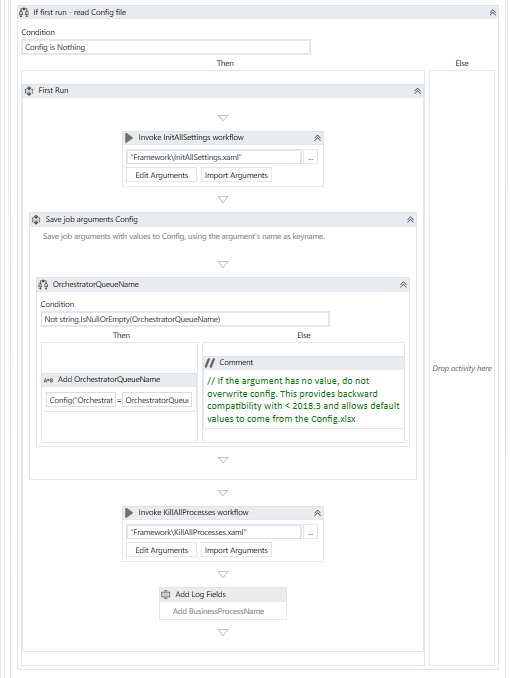 If first run - read Config file
Condition
Config is Nothing
Then
Else
First Run
Invoke InitAllSettings workflow
"Framework\InitAllSettings.xaml"
...
Edit Arguments
Import Arguments
Save job arguments Config
Save job arguments with values to Config, using the argument's name as keyname.
OrchestratorQueueName
Condition
Not string.IsNullOrEmpty(OrchestratorQueueName)
Then
Else
A+B Add OrchestratorQueueName
Config("Orchestrat = OrchestratorQueu
// Comment
// If the argument has no value, do not
overwrite config. This provides backward
compatibility with < 2018.3 and allows default
values to come from the Config.xlsx
Drop activity here
Invoke KillAllProcesses workflow
"Framework\KillAllProcesses.xaml"
...
Edit Arguments
Import Arguments
Add Log Fields
Add BusinessProcessName